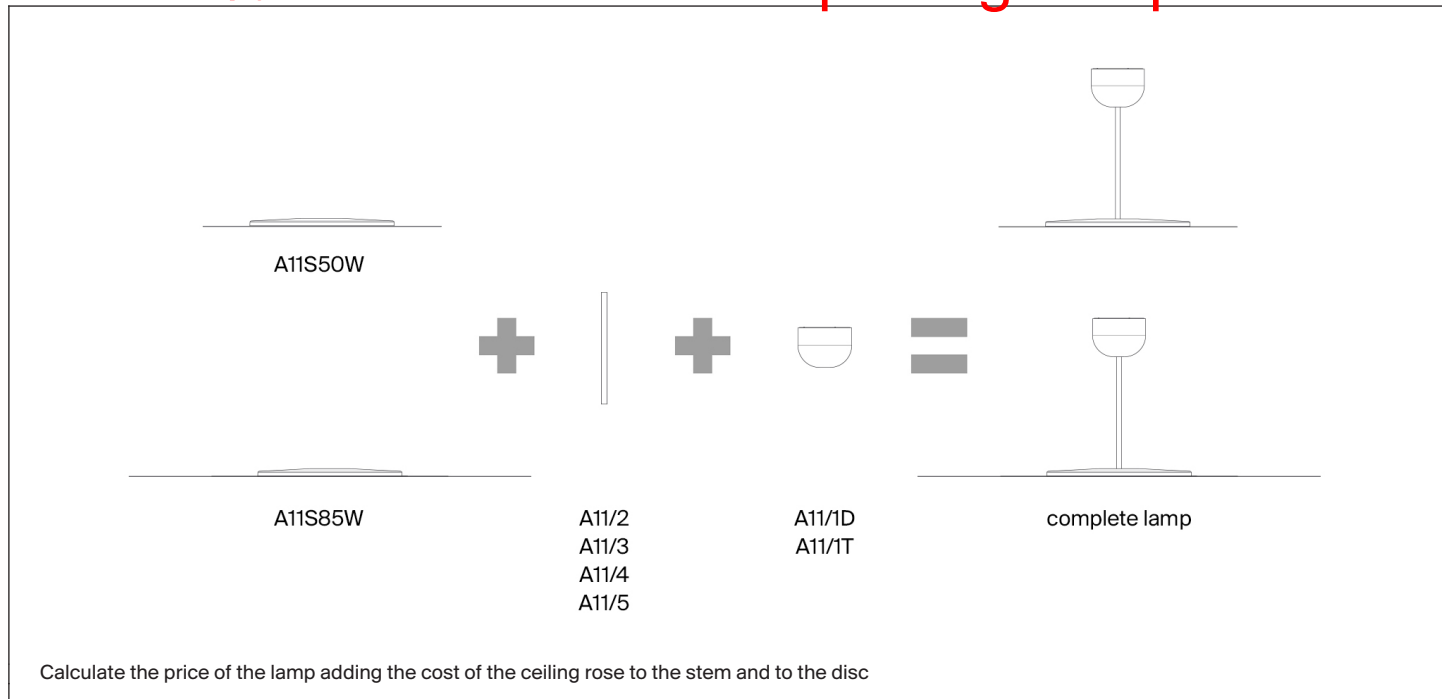 A11S50W
A11S85W
A11/2
A11/3
A11/4
A11/5
A11/1D
A11/1T
complete lamp
Calculate the price of the lamp adding the cost of the ceiling rose to the stem and to the disc